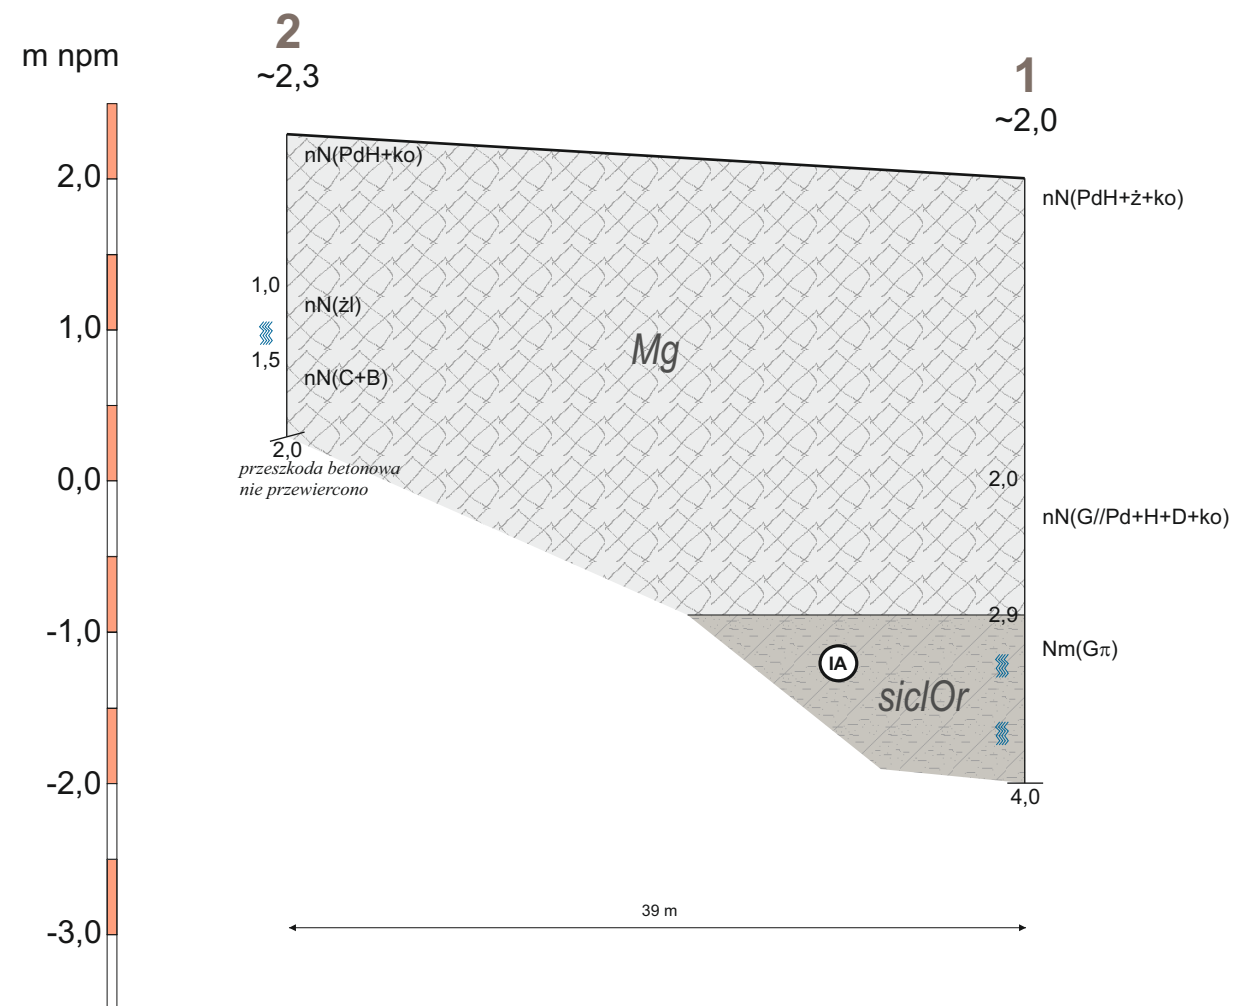 2
m npm
~2,3
1
~2,0
nN(PdH+ko)
2,0
nN(PdH+ż+ko)
1,0
nN(żl)
1,0
Mg
1,5
nN(C+B)
2,0
przeszkoda betonowa
nie przewiercono
0,0
2,0
nN(G//Pd+H+D+ko)
2,9
-1,0
Nm(Gπ)
IA
siclOr
-2,0
4,0
39 m
-3,0